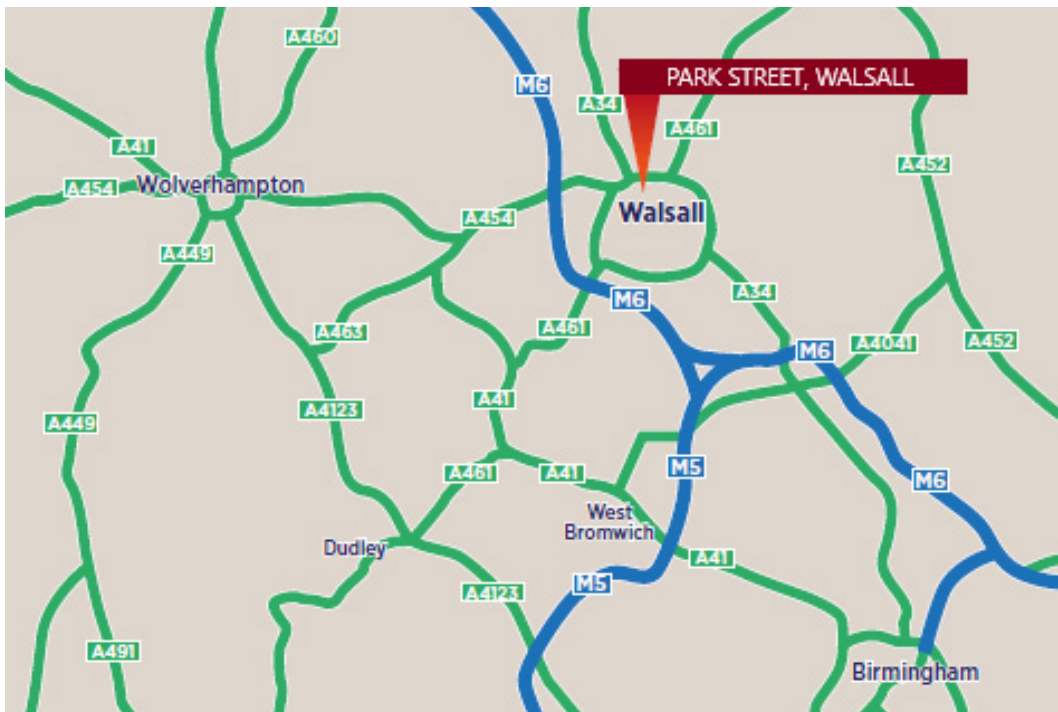 A460
M6
PARK STREET, WALSALL
A34
A461
A41
A452
A454
Wolverhampton
Walsall
A454
A449
A34
M6
A461
A463
A4041
A452
M6
A41
A4123
A449
M5
A461
A41
M6
West
Bromwich
Dudley
A41
M5
A4123
A491
Birmingham